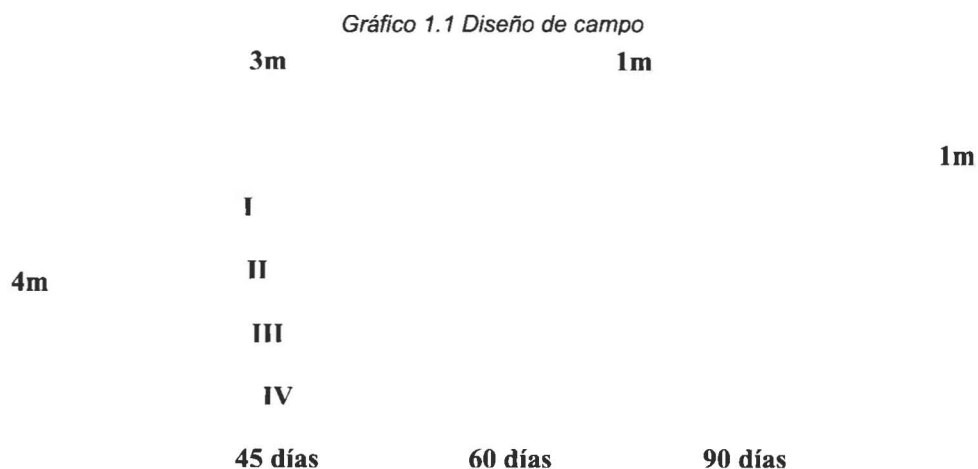 Gráfico 1.1 Diseño de campo
3m 1m
1m
I
II
4m
III
IV
45 días 60 días 90 días